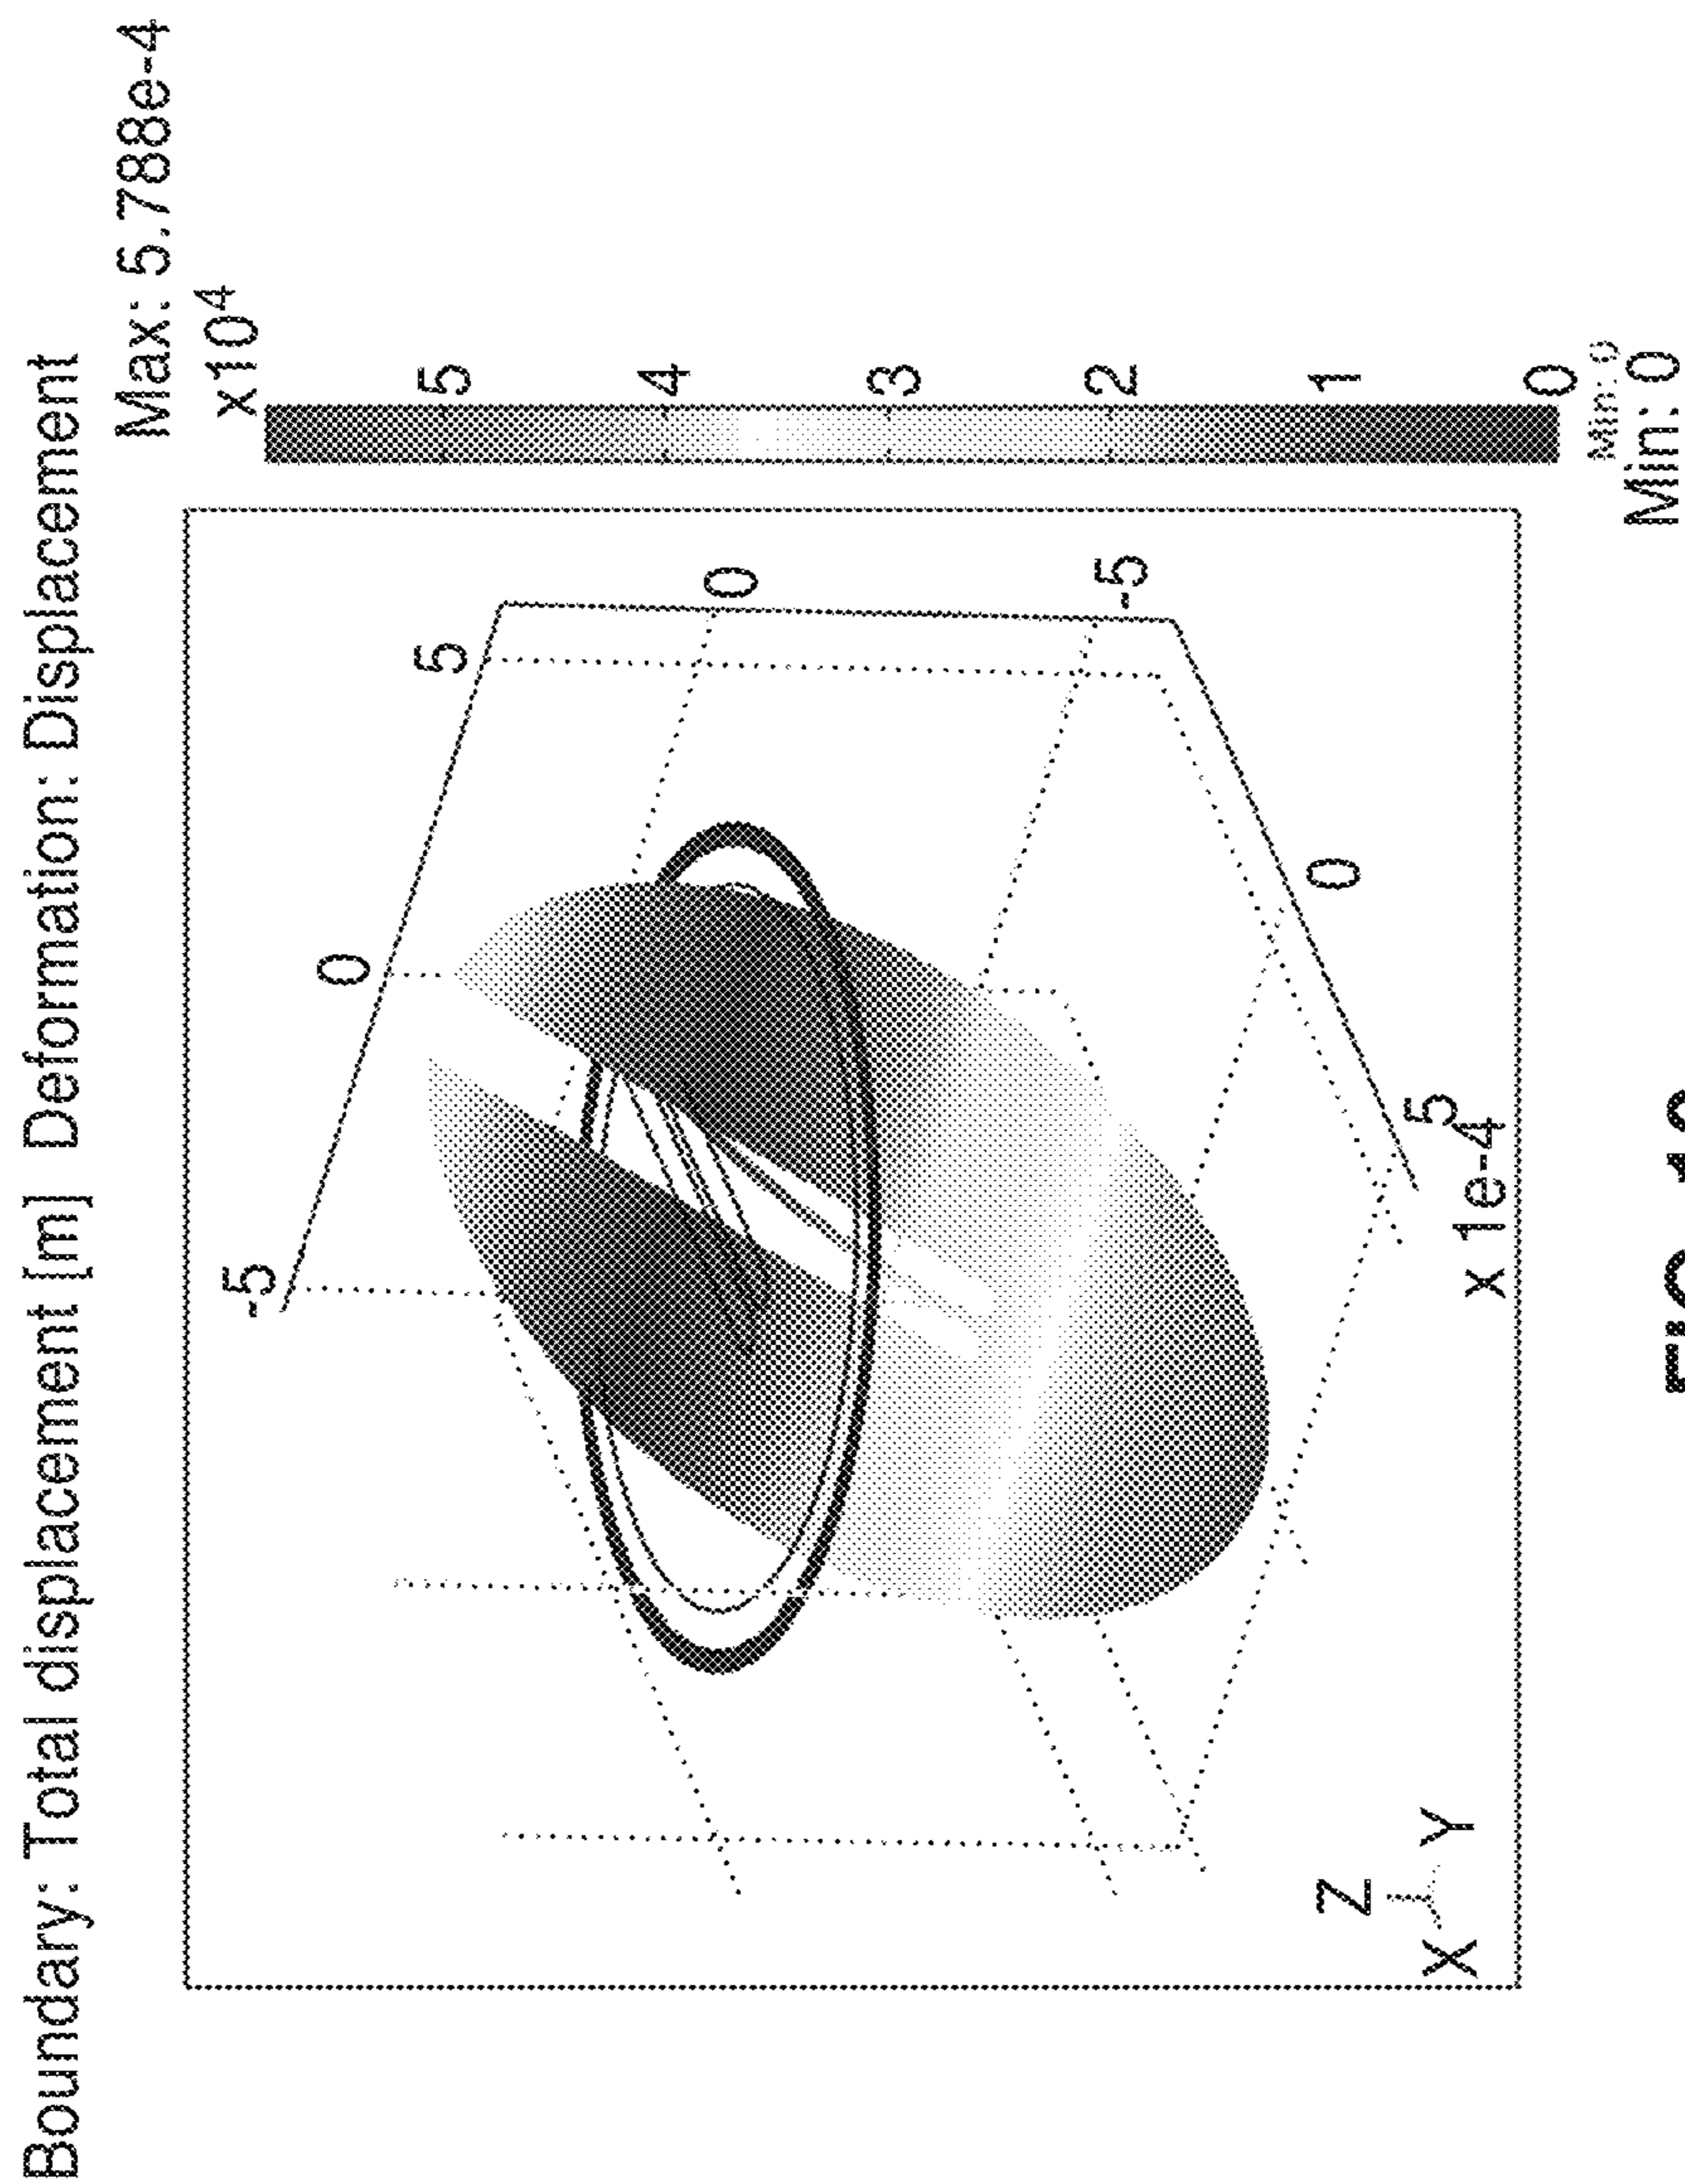 Boundary: Total displacement [m] Deformation: Displacement
Max: 5.788e-4
x10⁴
5
4
3
2
1
0
Min: 0
Min: 0
-5
0
5
0
-5
0
5
x 1e-4
Z
Y
X